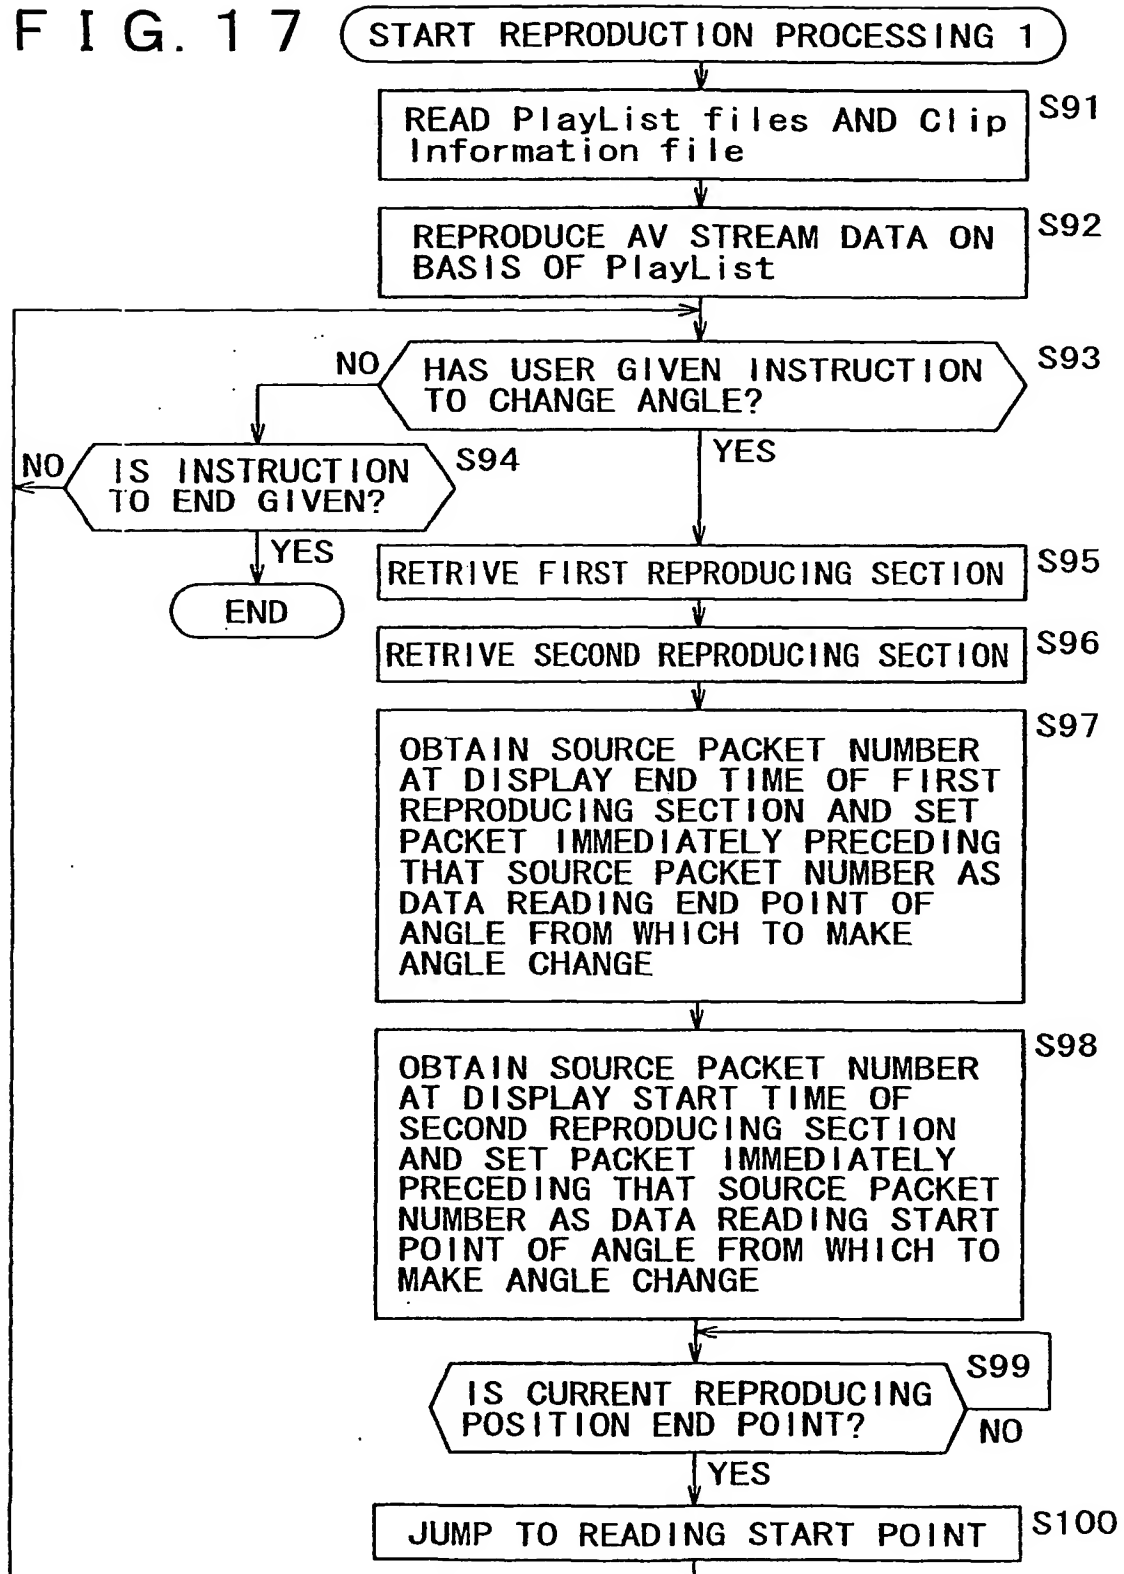 FIG. 17
START REPRODUCTION PROCESSING 1
READ PlayList files AND Clip
Information file
S91
REPRODUCE AV STREAM DATA ON
BASIS OF PlayList
S92
HAS USER GIVEN INSTRUCTION
TO CHANGE ANGLE?
S93
NO
YES
IS INSTRUCTION
TO END GIVEN?
S94
NO
YES
END
RETRIVE FIRST REPRODUCING SECTION
S95
RETRIVE SECOND REPRODUCING SECTION
S96
OBTAIN SOURCE PACKET NUMBER
AT DISPLAY END TIME OF FIRST
REPRODUCING SECTION AND SET
PACKET IMMEDIATELY PRECEDING
THAT SOURCE PACKET NUMBER AS
DATA READING END POINT OF
ANGLE FROM WHICH TO MAKE
ANGLE CHANGE
S97
OBTAIN SOURCE PACKET NUMBER
AT DISPLAY START TIME OF
SECOND REPRODUCING SECTION
AND SET PACKET IMMEDIATELY
PRECEDING THAT SOURCE PACKET
NUMBER AS DATA READING START
POINT OF ANGLE FROM WHICH TO
MAKE ANGLE CHANGE
S98
IS CURRENT REPRODUCING
POSITION END POINT?
S99
NO
YES
JUMP TO READING START POINT
S100